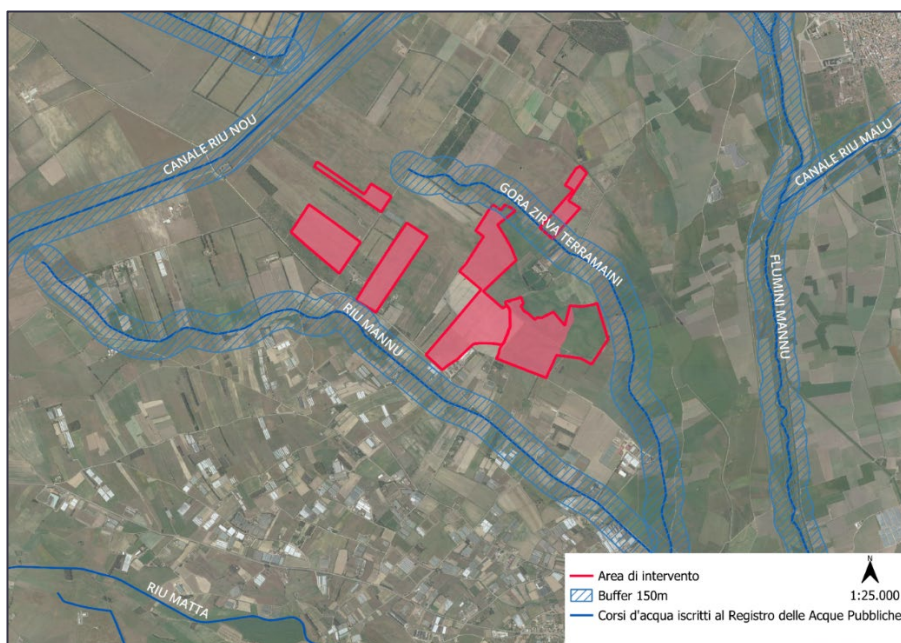 CANALE RIU NOU
CANALE RIU MALU
GORA ZIRVA TERRAMAINI
FLUMINI MANNU
RIU MANNU
RIU MATTA
N
Area di intervento
Buffer 150m
1:25.000
Corsi d'acqua iscritti al Registro delle Acque Pubbliche